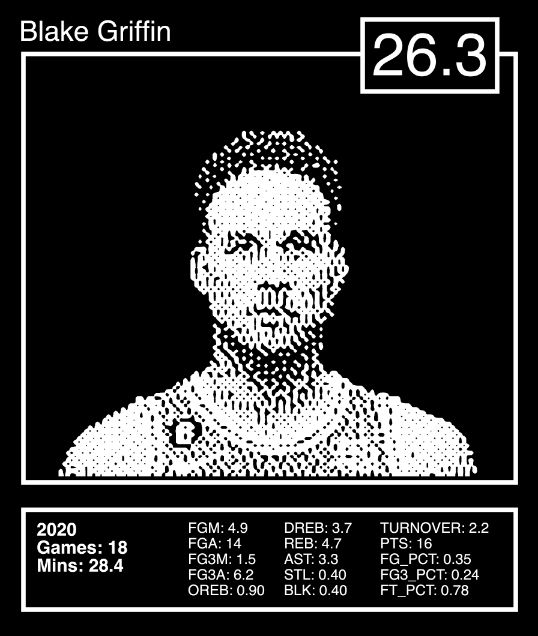 Blake Griffin
26.3
2020
Games: 18
Mins: 28.4
FGM: 4.9
FGA: 14
FG3M: 1.5
FG3A: 6.2
OREB: 0.90
DREB: 3.7
REB: 4.7
AST: 3.3
STL: 0.40
BLK: 0.40
TURNOVER: 2.2
PTS: 16
FG_PCT: 0.35
FG3_PCT: 0.24
FT_PCT: 0.78